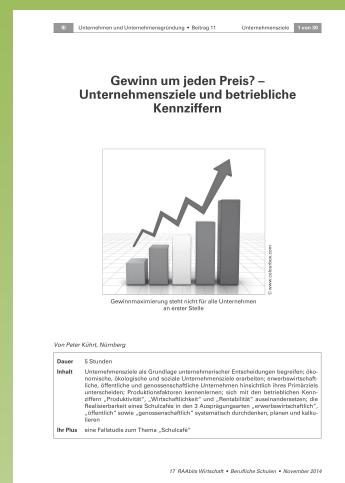 III Unternehmen und Unternehmensgründung • Beitrag 11 Unternehmensziele 1 von 30
Gewinn um jeden Preis? –
Unternehmensziele und betriebliche
Kennziffern
© www.colourbox.com
Gewinnmaximierung steht nicht für alle Unternehmen
an erster Stelle
Von Peter Kührt, Nürnberg
Dauer 5 Stunden
Inhalt Unternehmensziele als Grundlage unternehmerischer Entscheidungen begreifen; öko-
nomische, ökologische und soziale Unternehmensziele erarbeiten; erwerbswirtschaft-
liche, öffentliche und genossenschaftliche Unternehmen hinsichtlich ihres Primärziels
unterscheiden; Produktionsfaktoren kennenlernen; sich mit den betrieblichen Kenn-
ziffern „Produktivität“, „Wirtschaftlichkeit“ und „Rentabilität“ auseinandersetzen; die
Realisierbarkeit eines Schulcafés in den 3 Ausprägungsarten „erwerbswirtschaftlich“,
„öffentlich“ sowie „genossenschaftlich“ systematisch durchdenken, planen und kalku-
lieren
Ihr Plus eine Fallstudie zum Thema „Schulcafé“
17 RAAbits Wirtschaft • Berufliche Schulen • November 2014